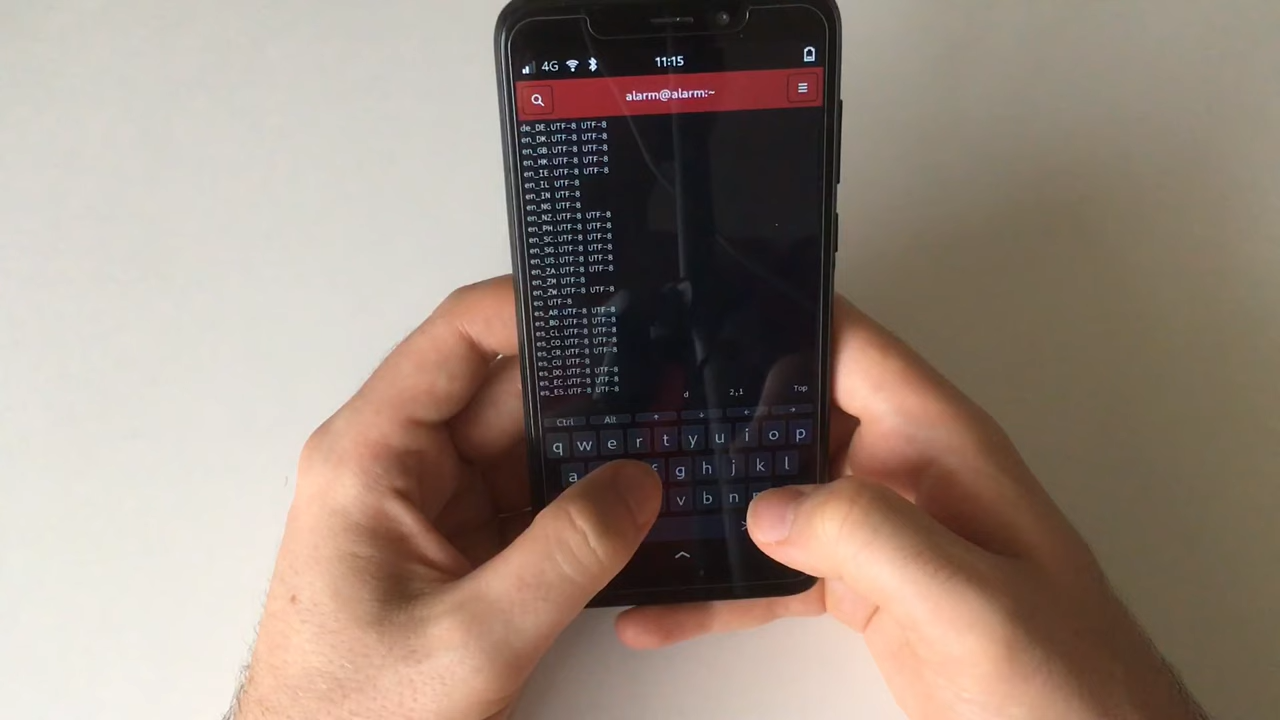 4G 11:15
alarm@alarm:~
de_DE.UTF-8 UTF-8
en_DK.UTF-8 UTF-8
en_GB.UTF-8 UTF-8
en_HK.UTF-8 UTF-8
en_IE.UTF-8 UTF-8
en_IL UTF-8
en_IN UTF-8
en_NG UTF-8
en_NZ.UTF-8 UTF-8
en_PH.UTF-8 UTF-8
en_SC.UTF-8 UTF-8
en_SG.UTF-8 UTF-8
en_US.UTF-8 UTF-8
en_ZA.UTF-8 UTF-8
en_ZM UTF-8
en_ZW.UTF-8 UTF-8
eo UTF-8
es_AR.UTF-8 UTF-8
es_BO.UTF-8 UTF-8
es_CL.UTF-8 UTF-8
es_CO.UTF-8 UTF-8
es_CR.UTF-8 UTF-8
es_CU UTF-8
es_DO.UTF-8 UTF-8
es_EC.UTF-8 UTF-8
es_ES.UTF-8 UTF-8
d 2,1 Top
Ctrl Alt ↑ ↓ ← →
q w e r t y u i o p
a g h j k l
v b n